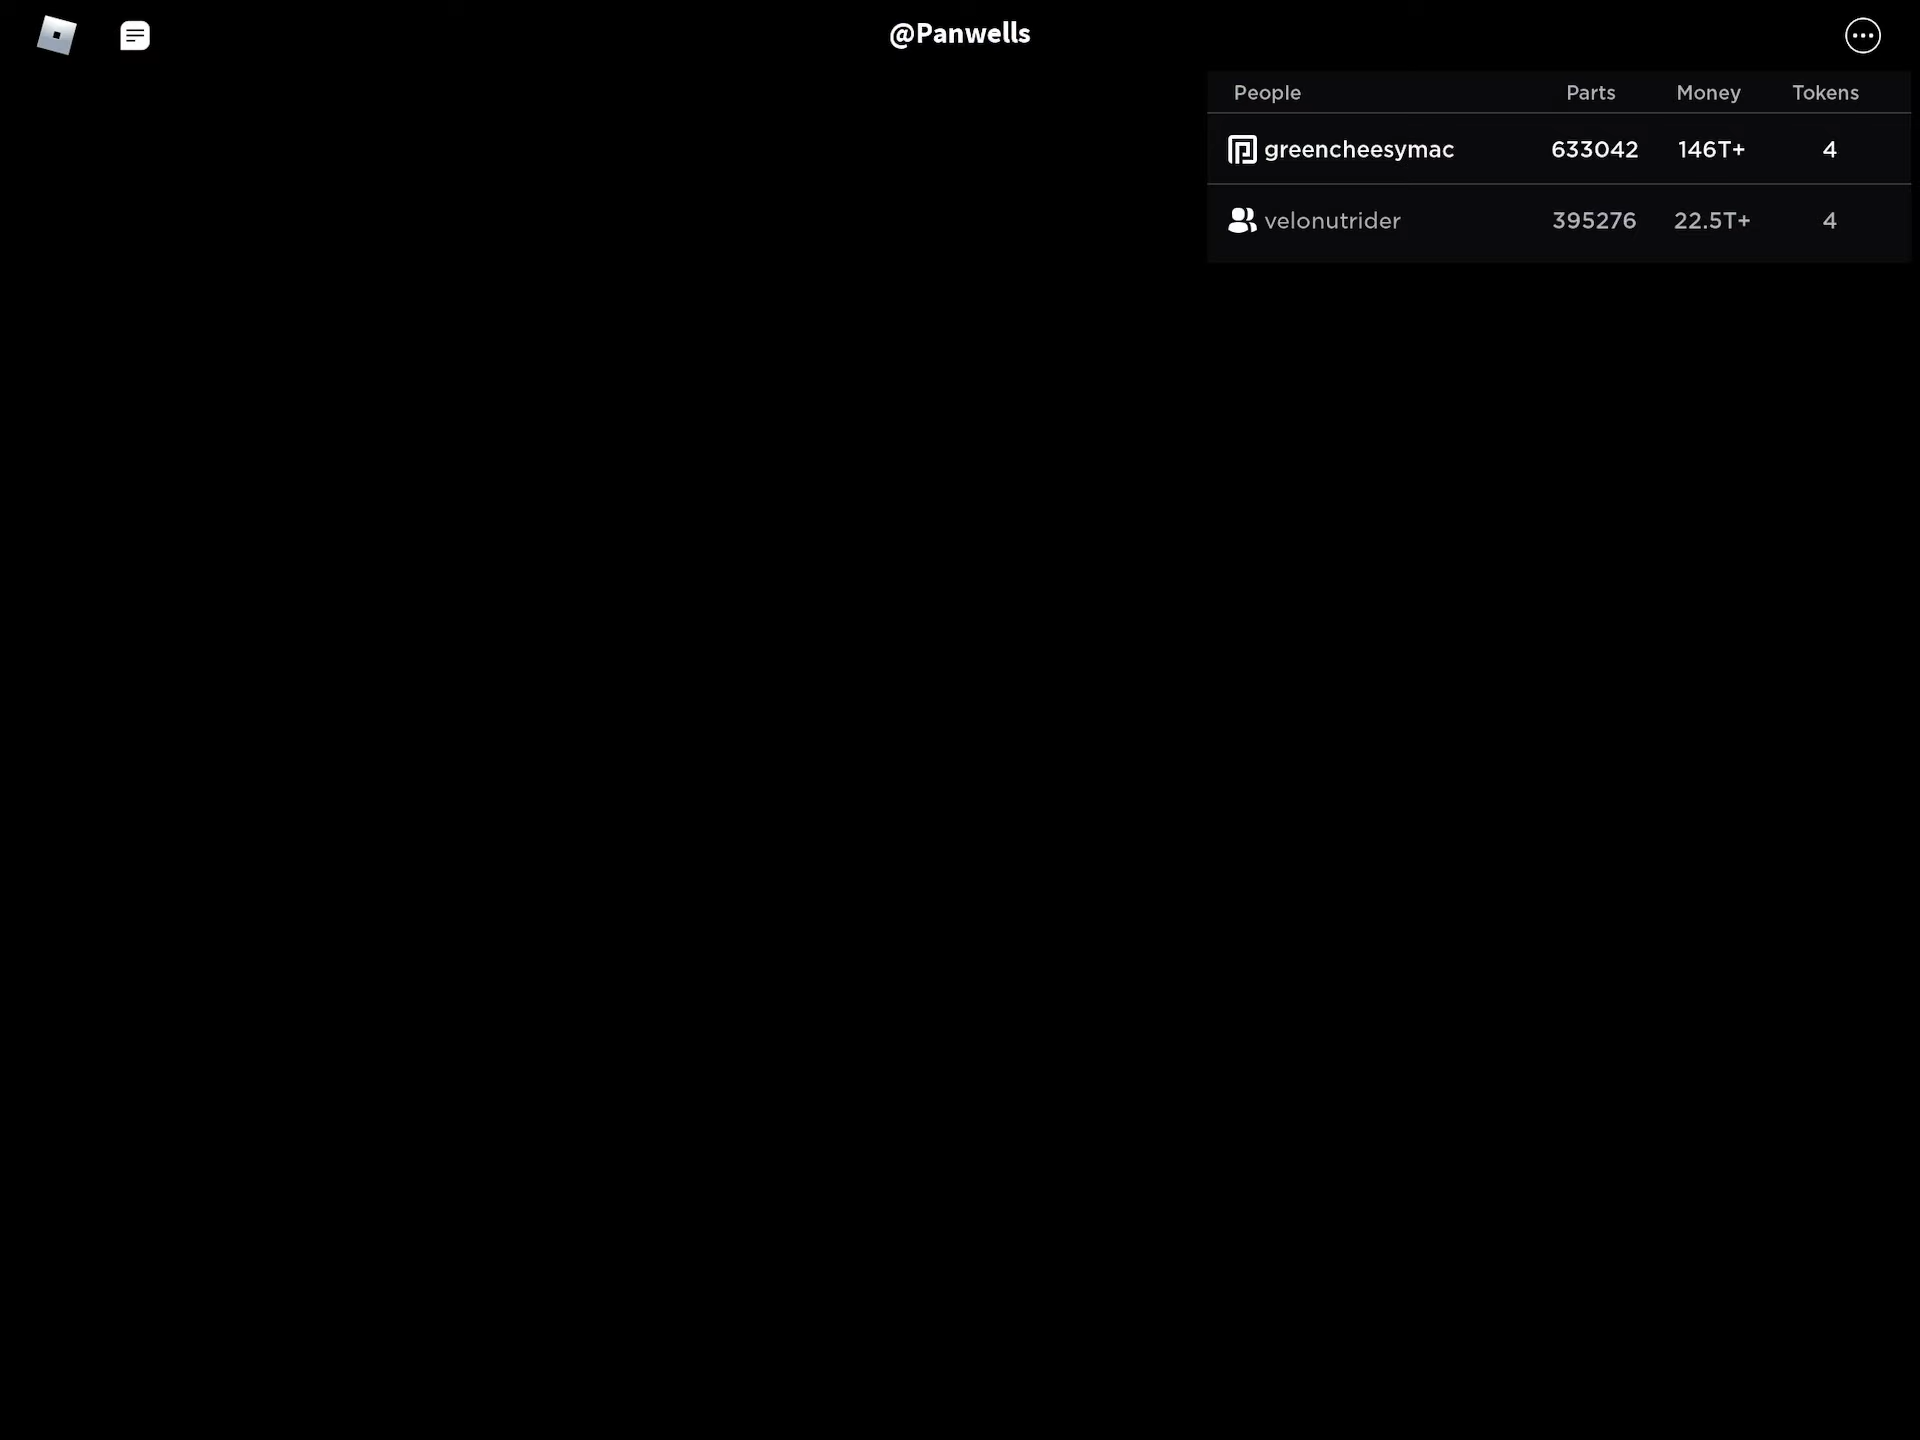 @Panwells
People Parts Money Tokens
greencheesymac 633042 146T+ 4
velonutrider 395276 22.5T+ 4